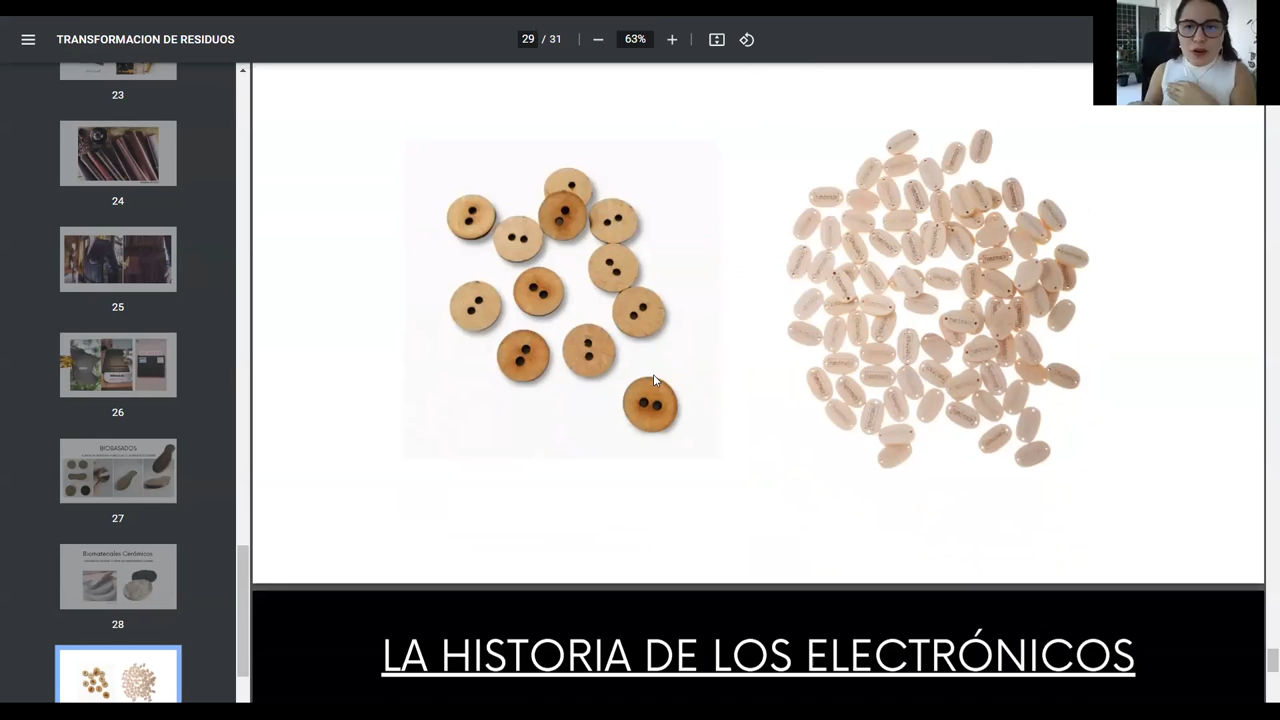 TRANSFORMACION DE RESIDUOS
29 / 31
63%
23
24
25
26
BIOBASADOS
27
Biomateriales Cerámicos
28
LA HISTORIA DE LOS ELECTRÓNICOS